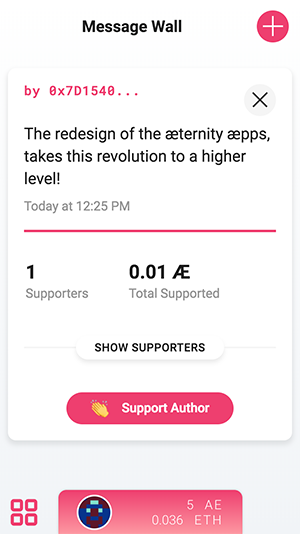 Message Wall
by 0x7D1540...
The redesign of the æternity æpps,
takes this revolution to a higher
level!
Today at 12:25 PM
1 0.01 Æ
Supporters Total Supported
SHOW SUPPORTERS
Support Author
5 AE
0.036 ETH